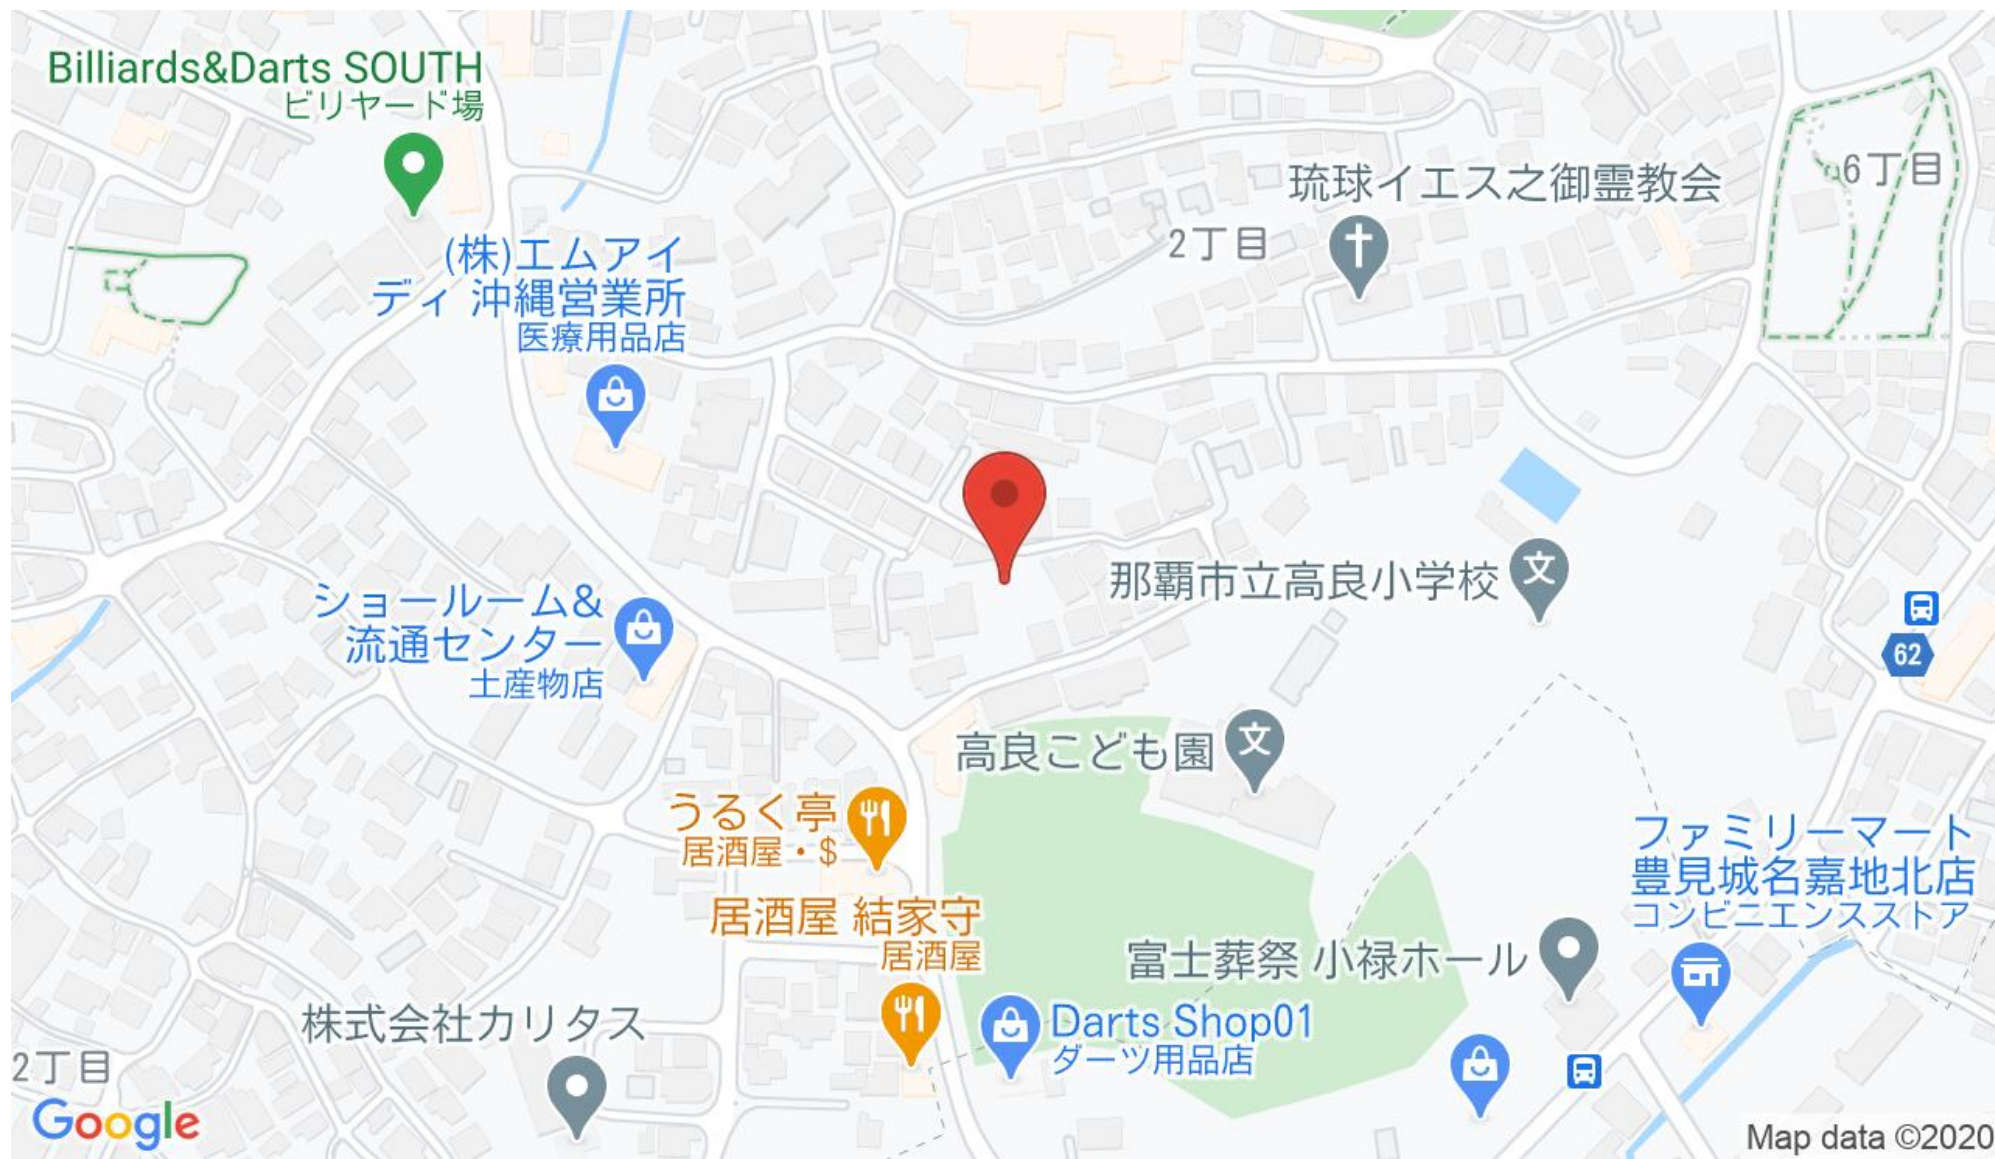 Billiards&Darts SOUTH
ビリヤード場
琉球イエス之御霊教会
6丁目
2丁目
(株)エムアイ
ディ 沖縄営業所
医療用品店
那覇市立高良小学校
文
ショールーム&
流通センター
土産物店
62
高良こども園
文
うるく亭
居酒屋・$
ファミリーマート
豊見城名嘉地北店
コンビニエンスストア
居酒屋 結家守
居酒屋
富士葬祭 小禄ホール
株式会社カリタス
Darts Shop01
ダーツ用品店
2丁目
Google
Map data ©2020